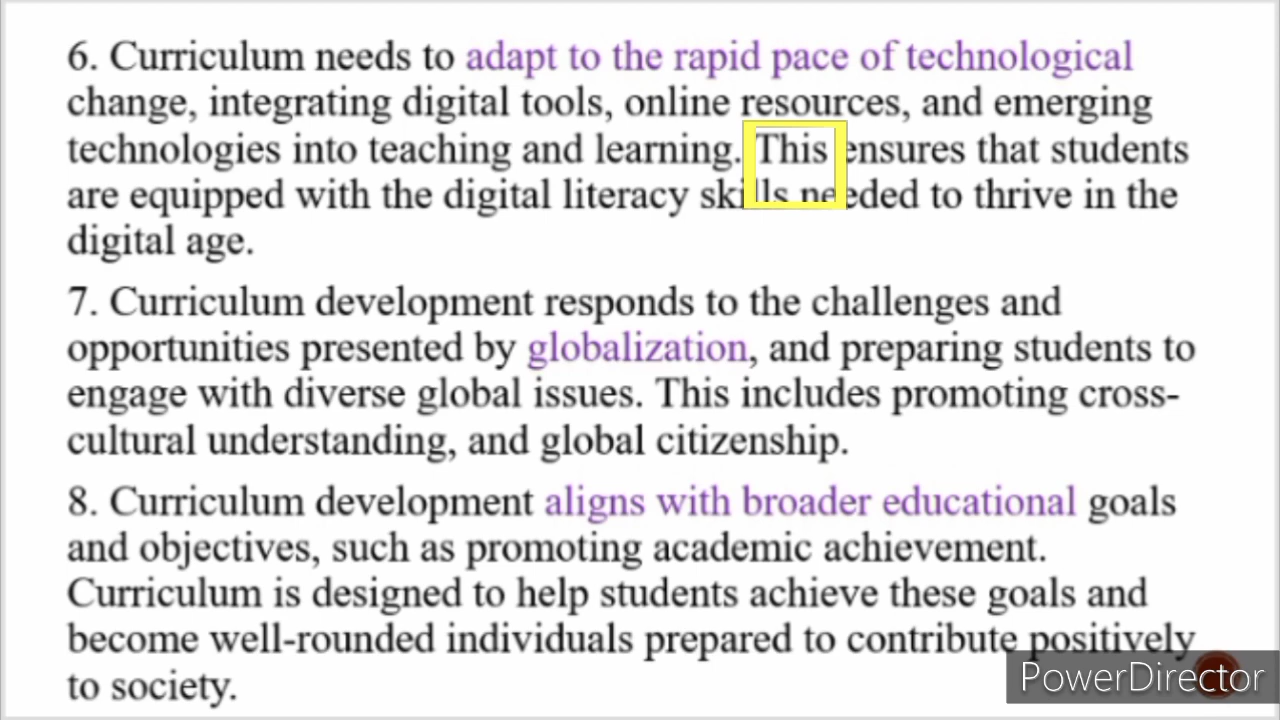 6. Curriculum needs to adapt to the rapid pace of technological
change, integrating digital tools, online resources, and emerging
technologies into teaching and learning. This ensures that students
are equipped with the digital literacy skills needed to thrive in the
digital age.
7. Curriculum development responds to the challenges and
opportunities presented by globalization, and preparing students to
engage with diverse global issues. This includes promoting cross-
cultural understanding, and global citizenship.
8. Curriculum development aligns with broader educational goals
and objectives, such as promoting academic achievement.
Curriculum is designed to help students achieve these goals and
become well-rounded individuals prepared to contribute positively
to society.
PowerDirector